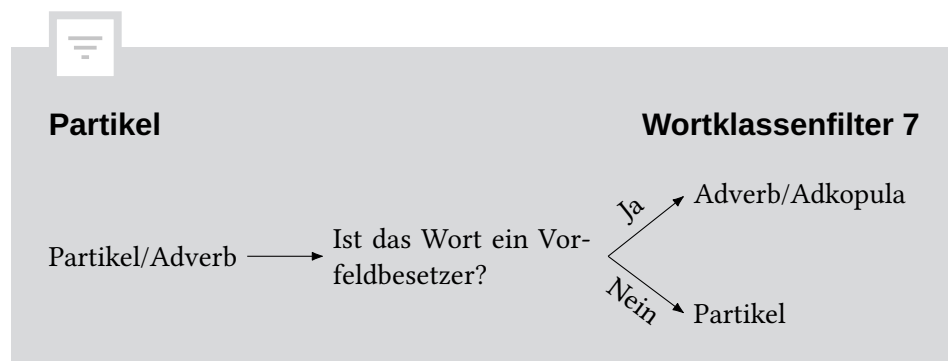 Partikel
Wortklassenfilter 7
Partikel/Adverb
Ist das Wort ein Vor-
feldbesetzer?
Ja
Adverb/Adkopula
Nein
Partikel